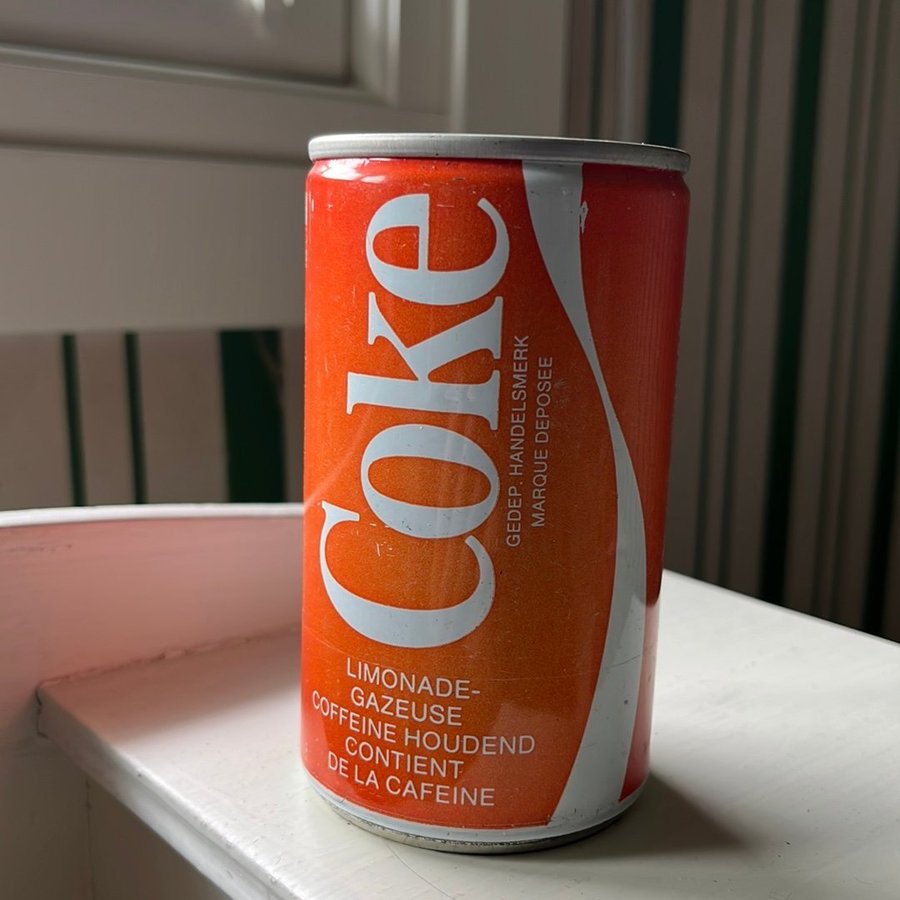 Coke
GEDEP. HANDELSMERK
MARQUE DEPOSEE
LIMONADE-
GAZEUSE
COFFEINE HOUDEND
CONTIENT
DE LA CAFEINE